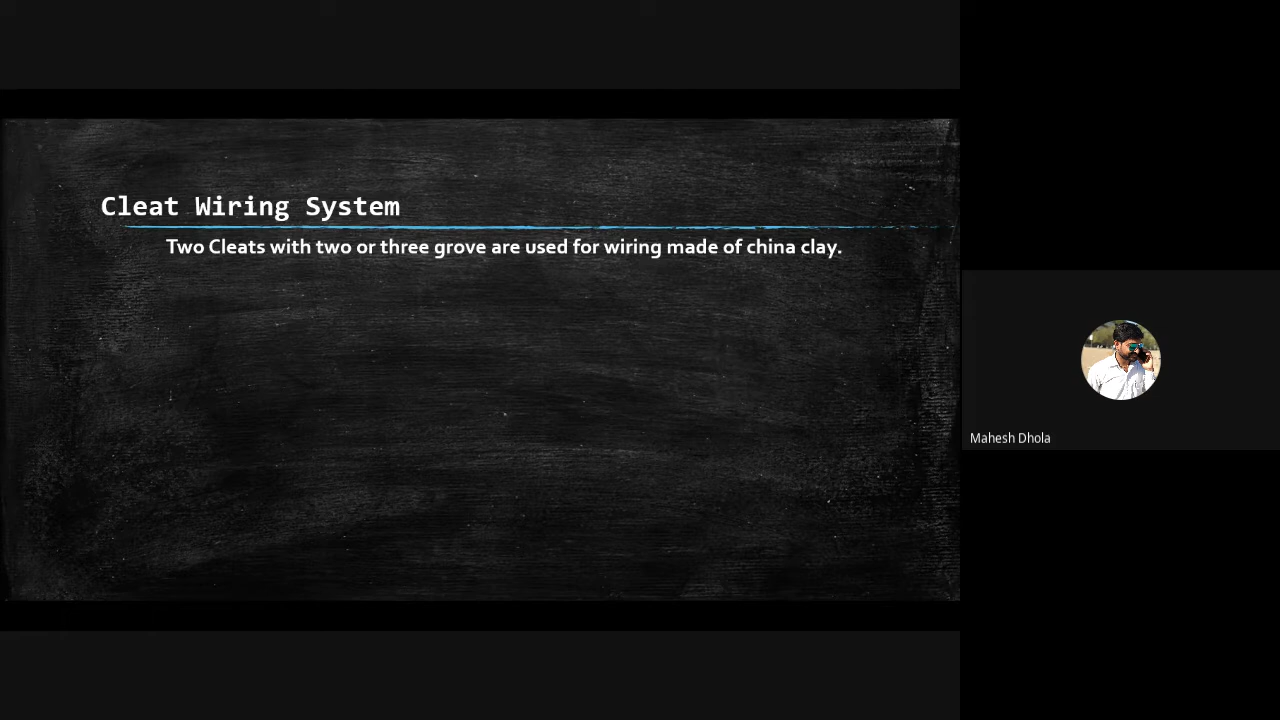 Cleat Wiring System
Two Cleats with two or three grove are used for wiring made of china clay.
Mahesh Dhola